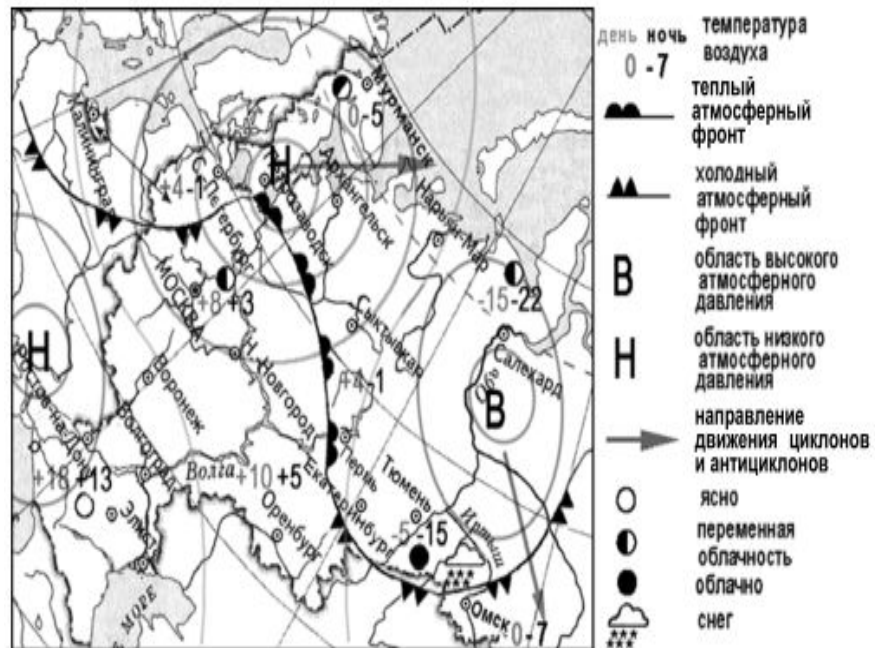 Мурманск
0-5
Калининград
Н
+4-1
С.Петербург
Петрозаводск
Архангельск
Нарьян-Мар
МОСКВА
+8+3
-15-22
Сыктывкар
Салехард
Обь
В
Н
Н.Новгород
+4-1
Воронеж
Ростов-на-Дону
Волгоград
+18+13
Волга
+10+5
Пермь
Екатеринбург
Тюмень
Иртыш
Оренбург
-5-15
Элиста
МОРЕ
Омск
-0-7
день ночь
0 -7
температура
воздуха
теплый
атмосферный
фронт
холодный
атмосферный
фронт
В
область высокого
атмосферного
давления
Н
область низкого
атмосферного
давления
направление
движения циклонов
и антициклонов
ясно
переменная
облачность
облачно
снег